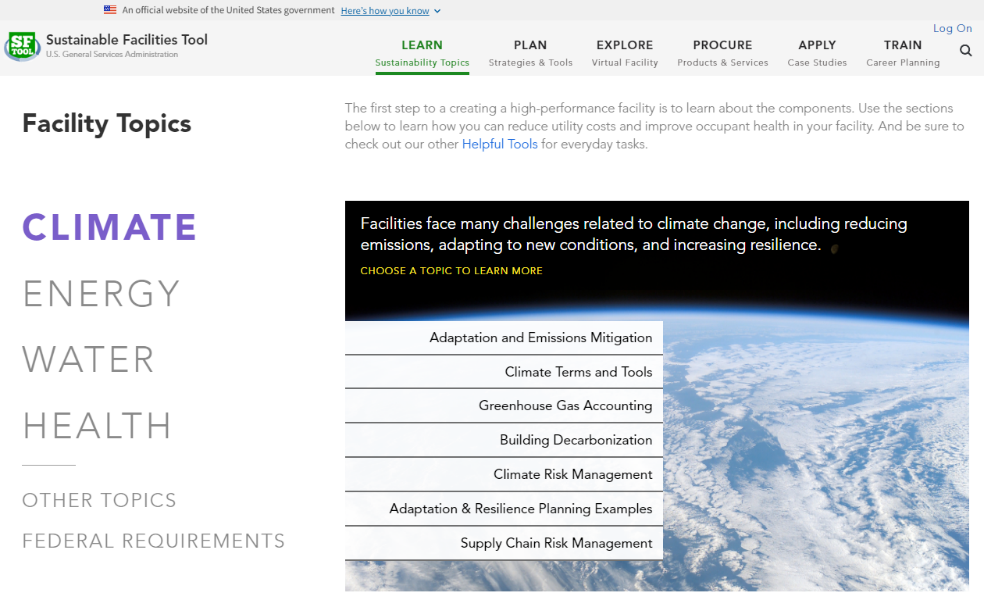 An official website of the United States government Here's how you know
Log On
SF TOOL
Sustainable Facilities Tool
U.S. General Services Administration
LEARN
Sustainability Topics
PLAN
Strategies & Tools
EXPLORE
Virtual Facility
PROCURE
Products & Services
APPLY
Case Studies
TRAIN
Career Planning
Facility Topics
The first step to a creating a high-performance facility is to learn about the components. Use the sections
below to learn how you can reduce utility costs and improve occupant health in your facility. And be sure to
check out our other Helpful Tools for everyday tasks.
CLIMATE
ENERGY
WATER
HEALTH
OTHER TOPICS
FEDERAL REQUIREMENTS
Facilities face many challenges related to climate change, including reducing
emissions, adapting to new conditions, and increasing resilience.
CHOOSE A TOPIC TO LEARN MORE
Adaptation and Emissions Mitigation
Climate Terms and Tools
Greenhouse Gas Accounting
Building Decarbonization
Climate Risk Management
Adaptation & Resilience Planning Examples
Supply Chain Risk Management